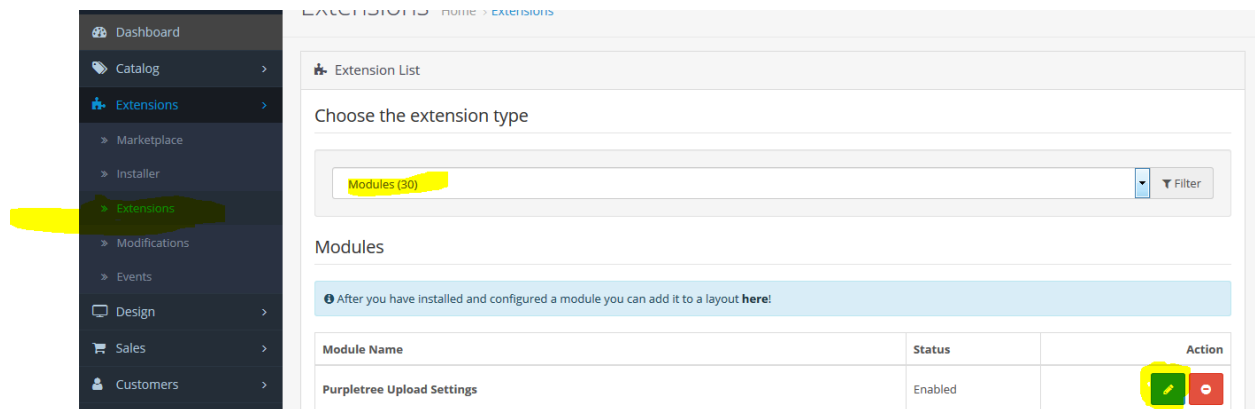 Extensions Home > Extensions
Dashboard
Catalog
Extensions
Marketplace
Installer
Extensions
Modifications
Events
Design
Sales
Customers
Extension List
Choose the extension type
Modules (30)
Filter
Modules
After you have installed and configured a module you can add it to a layout here!
Module Name Status Action
Purpletree Upload Settings Enabled